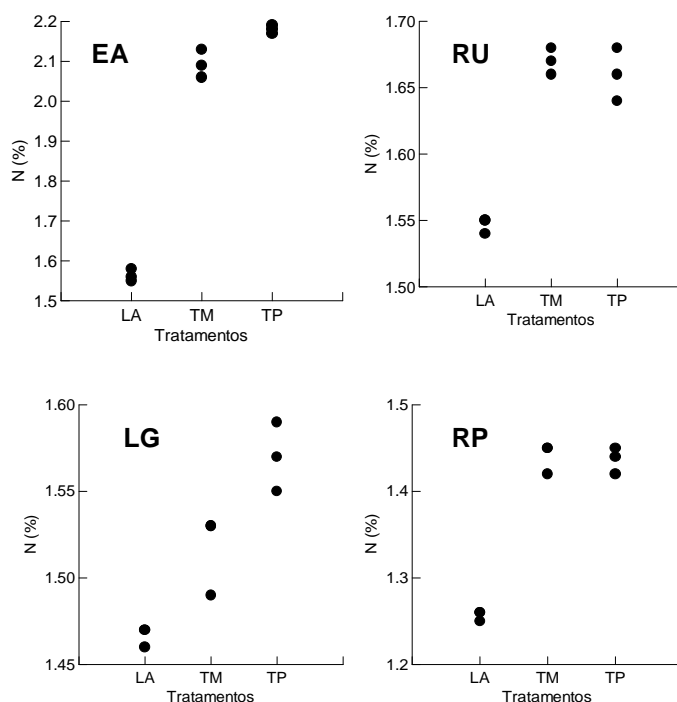 EA
2.2
2.1
2.0
1.9
1.8
1.7
1.6
1.5
N (%)
LA TM TP
Tratamentos
RU
1.70
1.65
1.60
1.55
1.50
N (%)
LA TM TP
Tratamentos
LG
1.60
1.55
1.50
1.45
N (%)
LA TM TP
Tratamentos
RP
1.5
1.4
1.3
1.2
N (%)
LA TM TP
Tratamentos